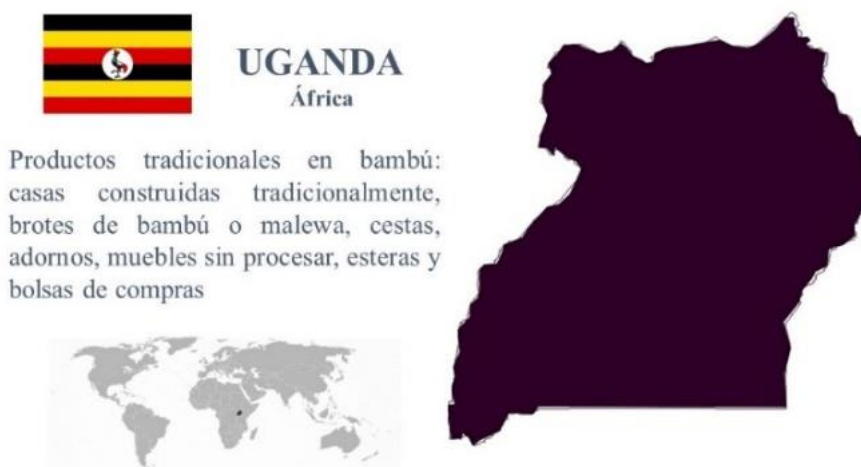 UGANDA
África
Productos tradicionales en bambú:
casas construidas tradicionalmente,
brotes de bambú o malewa, cestas,
adornos, muebles sin procesar, esteras y
bolsas de compras